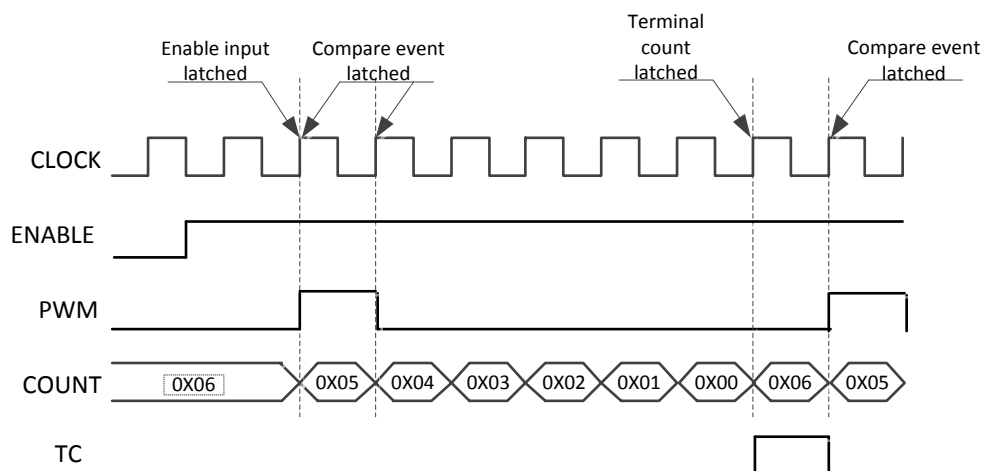 Enable input
latched
Compare event
latched
Terminal
count
latched
Compare event
latched
CLOCK
ENABLE
PWM
COUNT 0X06 0X05 0X04 0X03 0X02 0X01 0X00 0X06 0X05
TC